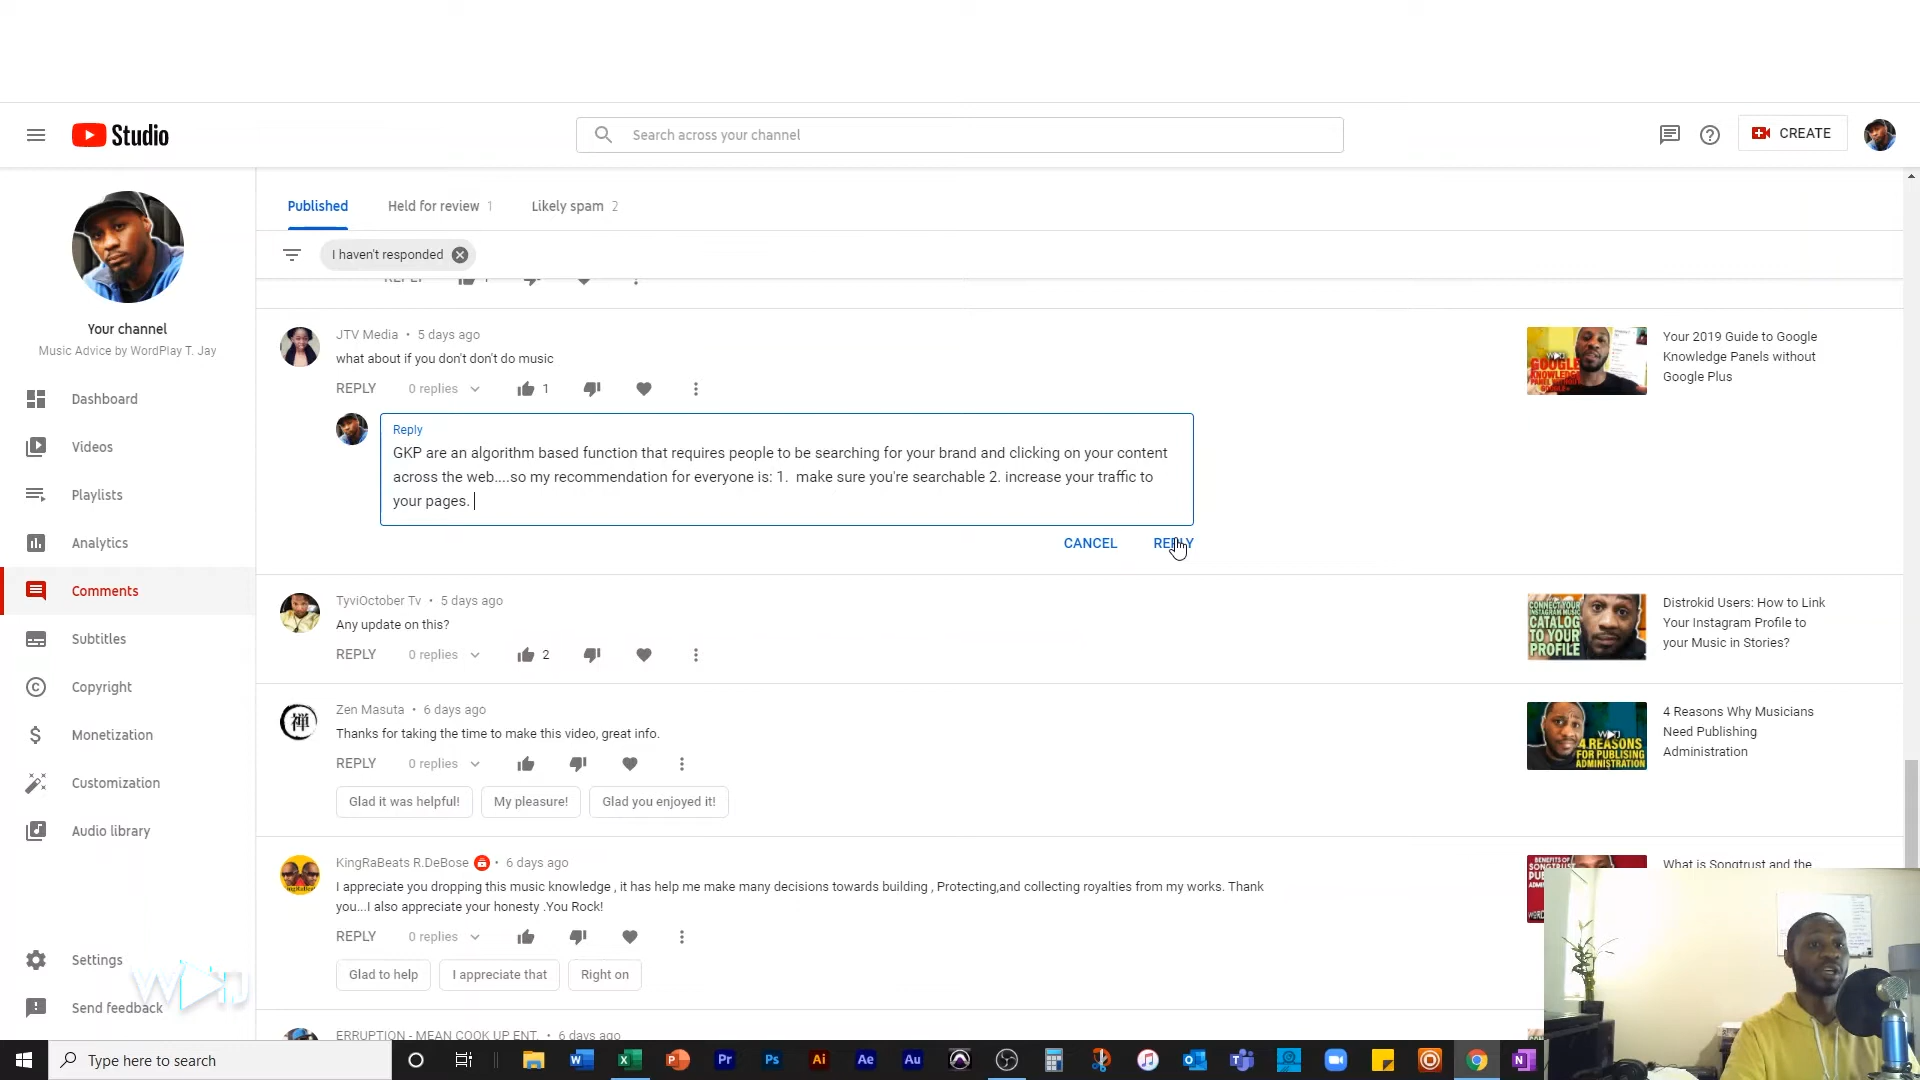 Studio
Search across your channel
CREATE
Published
Held for review 1
Likely spam 2
I haven't responded
Your channel
Music Advice by WordPlay T. Jay
Dashboard
Videos
Playlists
Analytics
Comments
Subtitles
Copyright
Monetization
Customization
Audio library
Settings
Send feedback
JTV Media • 5 days ago
what about if you don't don't do music
REPLY 0 replies 1
Your 2019 Guide to Google
Knowledge Panels without
Google Plus
Reply
GKP are an algorithm based function that requires people to be searching for your brand and clicking on your content
across the web....so my recommendation for everyone is: 1.  make sure you're searchable 2. increase your traffic to
your pages.
CANCEL REPLY
TyviOctober Tv • 5 days ago
Any update on this?
REPLY 0 replies 2
CONNECT YOUR
INSTAGRAM MUSIC
CATALOG
TO YOUR
PROFILE
Distrokid Users: How to Link
Your Instagram Profile to
your Music in Stories?
Zen Masuta • 6 days ago
Thanks for taking the time to make this video, great info.
REPLY 0 replies
Glad it was helpful! My pleasure! Glad you enjoyed it!
4 REASONS
FOR PUBLISING
ADMINISTRATION
4 Reasons Why Musicians
Need Publishing
Administration
KingRaBeats R.DeBose • 6 days ago
I appreciate you dropping this music knowledge , it has help me make many decisions towards building , Protecting,and collecting royalties from my works. Thank
you...I also appreciate your honesty .You Rock!
REPLY 0 replies
Glad to help I appreciate that Right on
What is Songtrust and the
ERRUPTION - MEAN COOK UP ENT. • 6 days ago
Type here to search